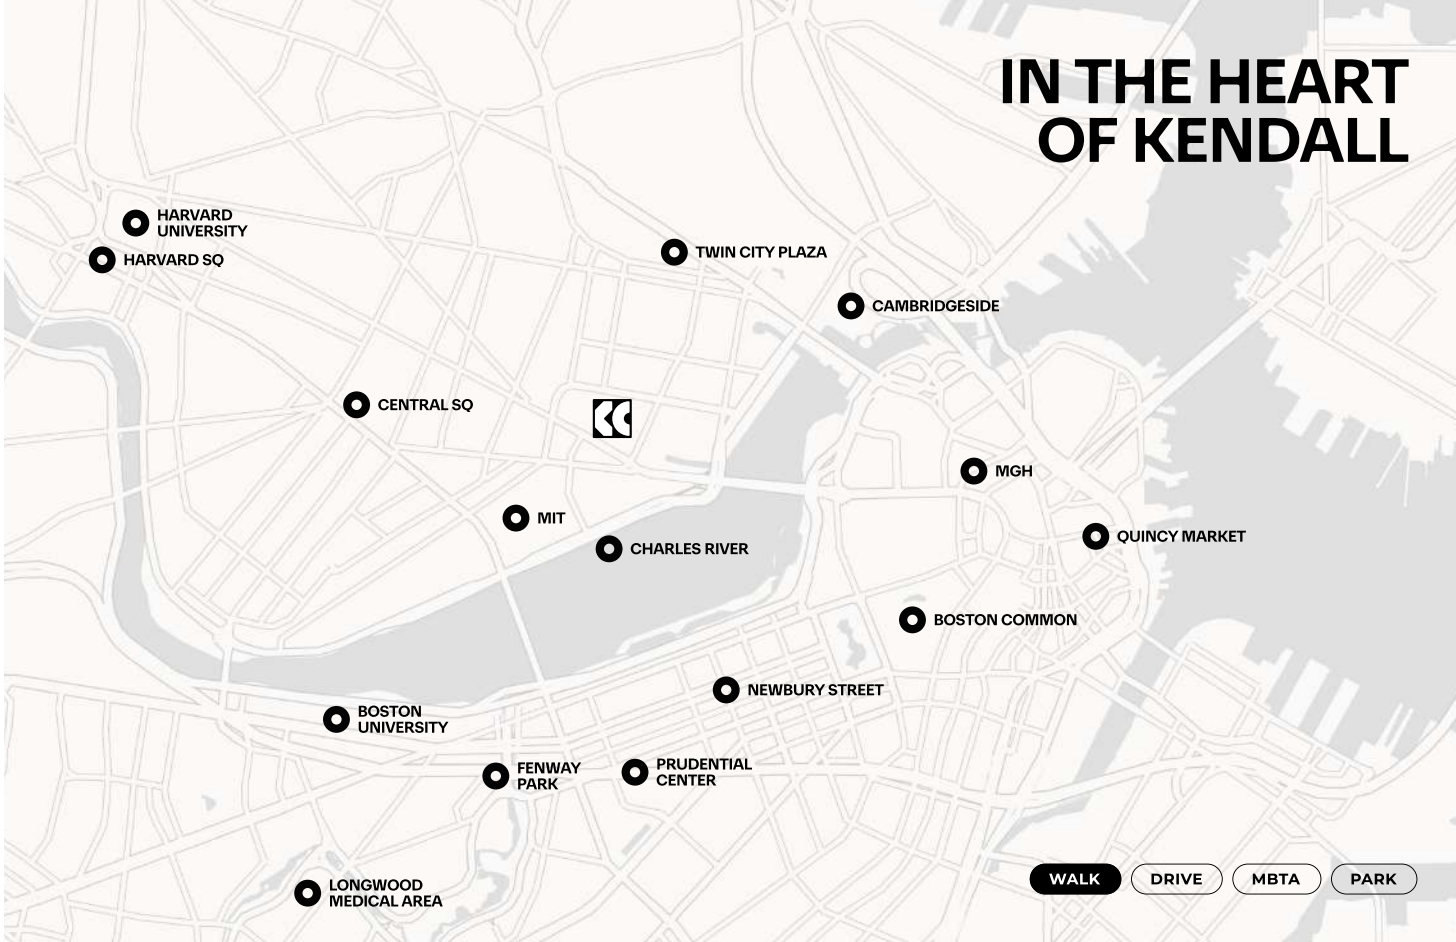 IN THE HEART
OF KENDALL
HARVARD
UNIVERSITY
HARVARD SQ
TWIN CITY PLAZA
CAMBRIDGESIDE
CENTRAL SQ
KC
MGH
MIT
QUINCY MARKET
CHARLES RIVER
BOSTON COMMON
NEWBURY STREET
BOSTON
UNIVERSITY
FENWAY
PARK
PRUDENTIAL
CENTER
LONGWOOD
MEDICAL AREA
WALK
DRIVE
MBTA
PARK